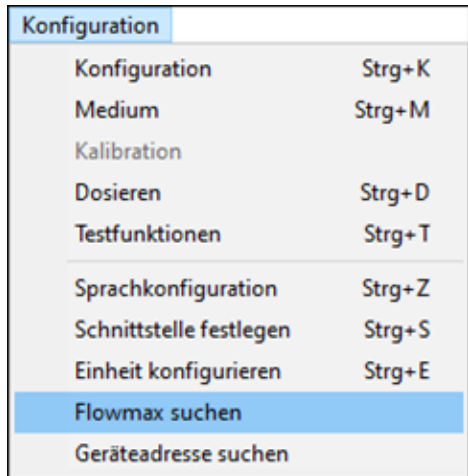 Konfiguration
Konfiguration Strg+K
Medium Strg+M
Kalibration
Dosieren Strg+D
Testfunktionen Strg+T
Sprachkonfiguration Strg+Z
Schnittstelle festlegen Strg+S
Einheit konfigurieren Strg+E
Flowmax suchen
Geräteadresse suchen